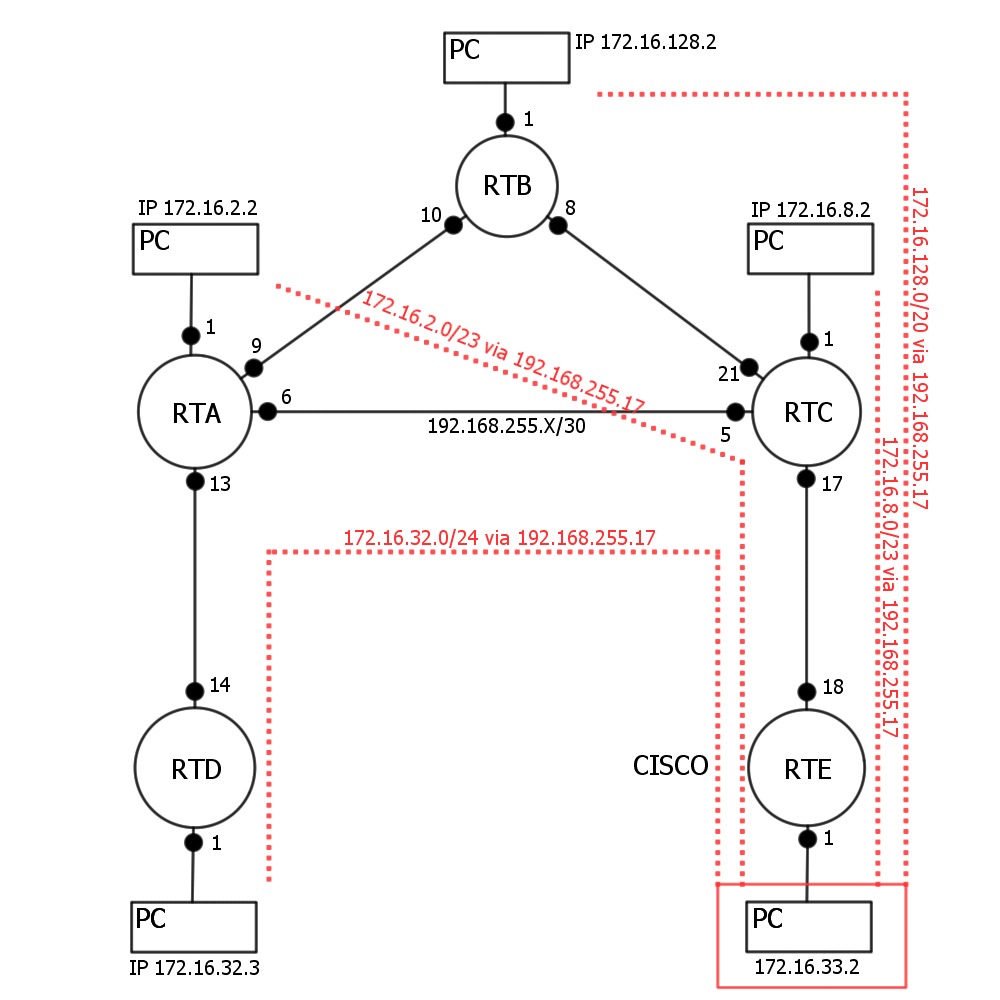 PC
IP 172.16.128.2
1
RTB
10
8
IP 172.16.2.2
PC
1
9
6
RTA
13
IP 172.16.8.2
PC
1
21
5
RTC
17
192.168.255.X/30
172.16.2.0/23 via 192.168.255.17
172.16.128.0/20 via 192.168.255.17
172.16.8.0/23 via 192.168.255.17
172.16.32.0/24 via 192.168.255.17
14
RTD
1
PC
IP 172.16.32.3
18
CISCO
RTE
1
PC
172.16.33.2